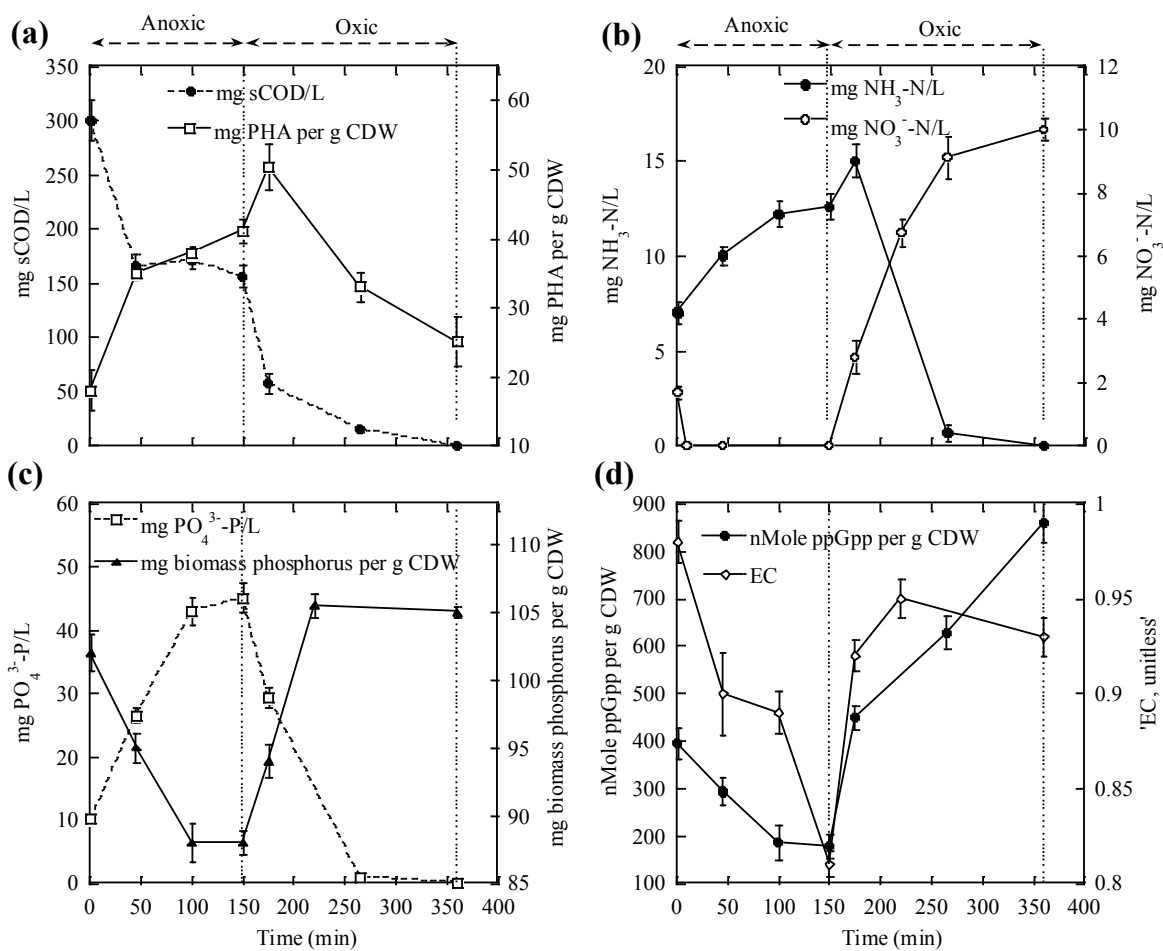 (a)
Anoxic
Oxic
350
300
250
200
150
100
50
0
mg sCOD/L
mg sCOD/L
mg PHA per g CDW
60
50
40
30
20
10
mg PHA per g CDW
(b)
Anoxic
Oxic
20
15
10
5
0
mg NH3-N/L
mg NH3-N/L
mg NO3--N/L
12
10
8
6
4
2
0
mg NO3--N/L
(c)
60
50
40
30
20
10
0
mg PO43--P/L
mg PO43--P/L
mg biomass phosphorus per g CDW
110
105
100
95
90
85
mg biomass phosphorus per g CDW
0 50 100 150 200 250 300 350 400
Time (min)
(d)
900
800
700
600
500
400
300
200
100
nMole ppGpp per g CDW
nMole ppGpp per g CDW
EC
1
0.95
0.9
0.85
0.8
'EC, unitless'
0 50 100 150 200 250 300 350 400
Time (min)